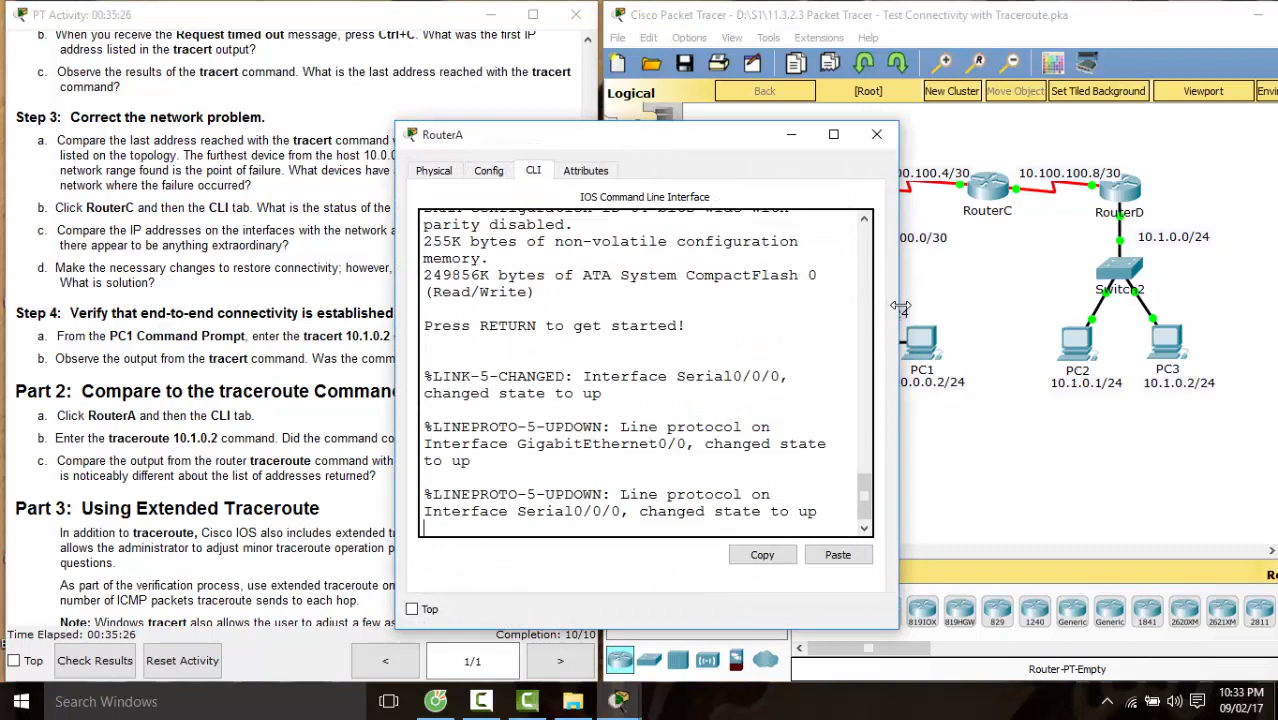 PT Activity: 00:35:26
b. When you receive the Request timed out message, press Ctrl+C. What was the first IP
address listed in the tracert output?
c. Observe the results of the tracert command. What is the last address reached with the tracert
command?
Step 3: Correct the network problem.
a. Compare the last address reached with the tracert command
listed on the topology. The furthest device from the host 10.0.0
network range found is the point of failure. What devices have
network where the failure occurred?
b. Click RouterC and then the CLI tab. What is the status of the
c. Compare the IP addresses on the interfaces with the network a
there appear to be anything extraordinary?
d. Make the necessary changes to restore connectivity; however,
What is solution?
Step 4: Verify that end-to-end connectivity is established
a. From the PC1 Command Prompt, enter the tracert 10.1.0.2
b. Observe the output from the tracert command. Was the comm
Part 2: Compare to the traceroute Comman
a. Click RouterA and then the CLI tab.
b. Enter the traceroute 10.1.0.2 command. Did the command co
c. Compare the output from the router traceroute command with
is noticeably different about the list of addresses returned?
Part 3: Using Extended Traceroute
In addition to traceroute, Cisco IOS also includes extended tr
allows the administrator to adjust minor traceroute operation p
questions.
As part of the verification process, use extended traceroute on
number of ICMP packets traceroute sends to each hop.
Note: Windows tracert also allows the user to adjust a few as
Time Elapsed: 00:35:26
Completion: 10/10
Top
Check Results
Reset Activity
<
1/1
>
Cisco Packet Tracer - D:\S1\11.3.2.3 Packet Tracer - Test Connectivity with Traceroute.pka
File Edit Options View Tools Extensions Help
Logical
Back
[Root]
New Cluster
Move Object
Set Tiled Background
Viewport
Envi
RouterA
Physical
Config
CLI
Attributes
IOS Command Line Interface
parity disabled.
255K bytes of non-volatile configuration
memory.
249856K bytes of ATA System CompactFlash 0
(Read/Write)
Press RETURN to get started!
%LINK-5-CHANGED: Interface Serial0/0/0,
changed state to up
%LINEPROTO-5-UPDOWN: Line protocol on
Interface GigabitEthernet0/0, changed state
to up
%LINEPROTO-5-UPDOWN: Line protocol on
Interface Serial0/0/0, changed state to up
Copy
Paste
Top
00.100.4/30
10.100.100.8/30
RouterC
RouterD
00.0/30
10.1.0.0/24
Switch2
PC1
0.0.0.2/24
PC2
10.1.0.1/24
PC3
10.1.0.2/24
819IOX
819HGW
829
1240
Generic
Generic
1841
2620XM
2621XM
2811
Router-PT-Empty
Search Windows
10:33 PM
09/02/17